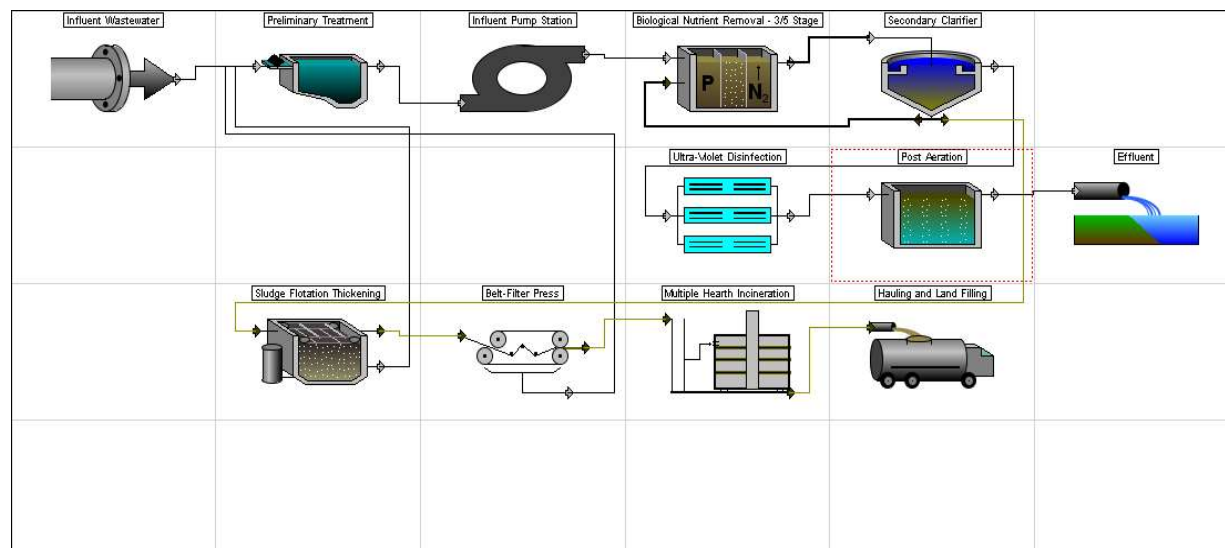 Influent Wastewater
Preliminary Treatment
Influent Pump Station
Biological Nutrient Removal - 3/5 Stage
Secondary Clarifier
P
N2
Ultra-Violet Disinfection
Post Aeration
Effluent
Sludge Flotation Thickening
Belt-Filter Press
Multiple Hearth Incineration
Hauling and Land Filling